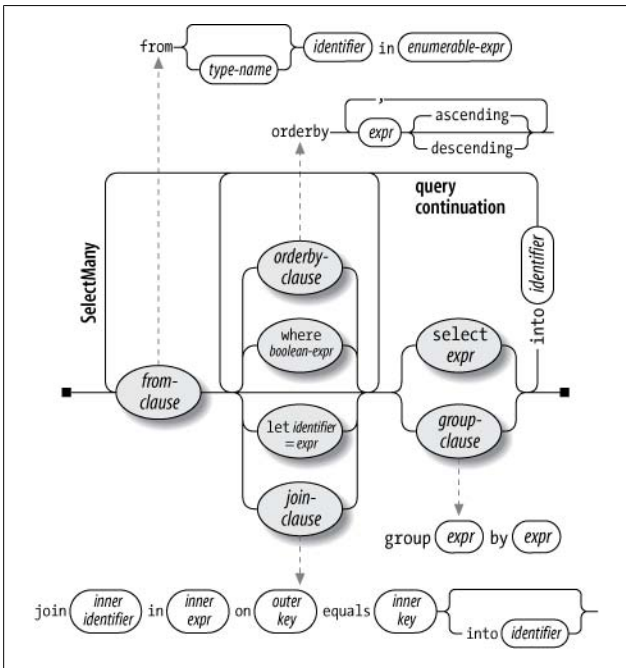 from type-name identifier in enumerable-expr
orderby expr , ascending
descending
query
continuation
SelectMany
into identifier
orderby-
clause
where
boolean-expr
select
expr
from-
clause
let identifier
= expr
group-
clause
join-
clause
group expr by expr
join inner
identifier in inner
expr on outer
key equals inner
key into identifier